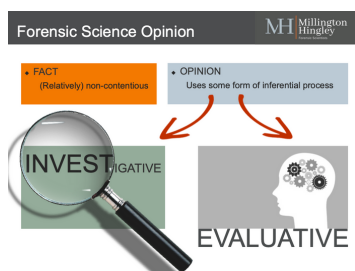 Forensic Science Opinion
MH Millington
Hingley
• FACT
(Relatively) non-contentious
• OPINION
Uses some form of inferential process
INVESTIGATIVE
EVALUATIVE